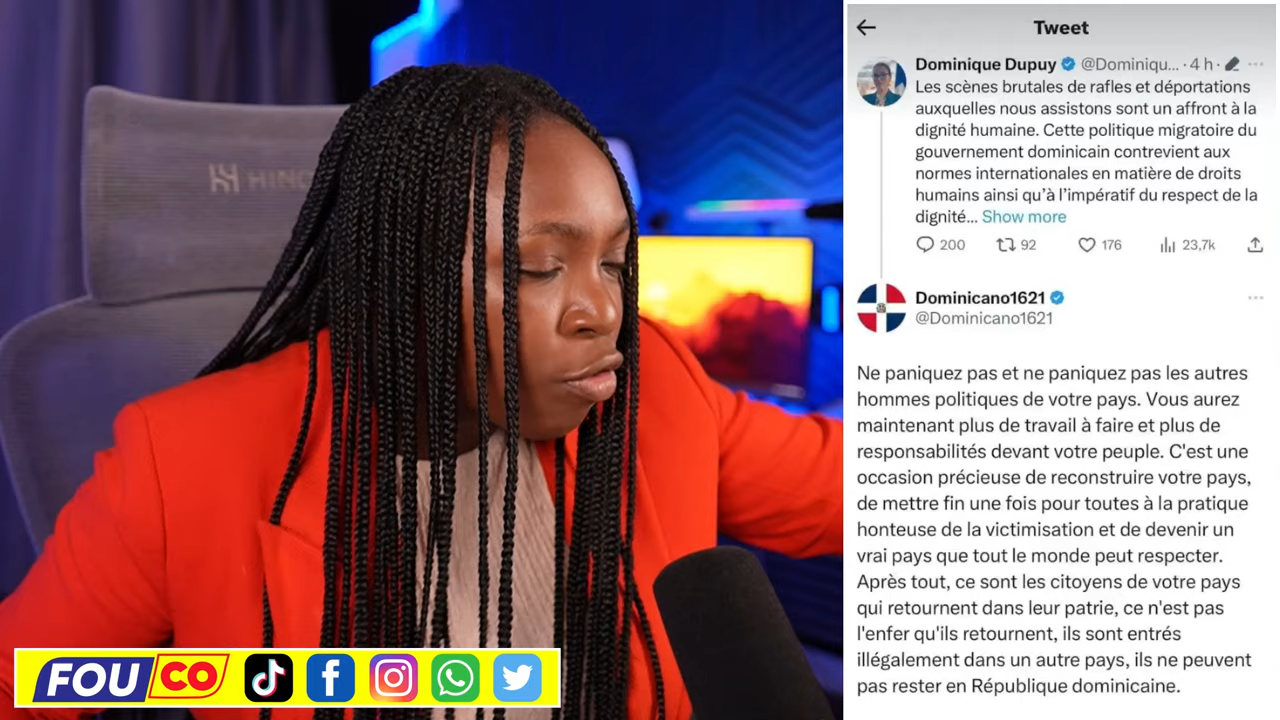 HINO
FOU CO
Tweet
Dominique Dupuy @Dominiqu... · 4 h ·
Les scènes brutales de rafles et déportations
auxquelles nous assistons sont un affront à la
dignité humaine. Cette politique migratoire du
gouvernement dominicain contrevient aux
normes internationales en matière de droits
humains ainsi qu'à l'impératif du respect de la
dignité... Show more
200 92 176 23,7k
Dominicano1621
@Dominicano1621
Ne paniquez pas et ne paniquez pas les autres
hommes politiques de votre pays. Vous aurez
maintenant plus de travail à faire et plus de
responsabilités devant votre peuple. C'est une
occasion précieuse de reconstruire votre pays,
de mettre fin une fois pour toutes à la pratique
honteuse de la victimisation et de devenir un
vrai pays que tout le monde peut respecter.
Après tout, ce sont les citoyens de votre pays
qui retournent dans leur patrie, ce n'est pas
l'enfer qu'ils retournent, ils sont entrés
illégalement dans un autre pays, ils ne peuvent
pas rester en République dominicaine.